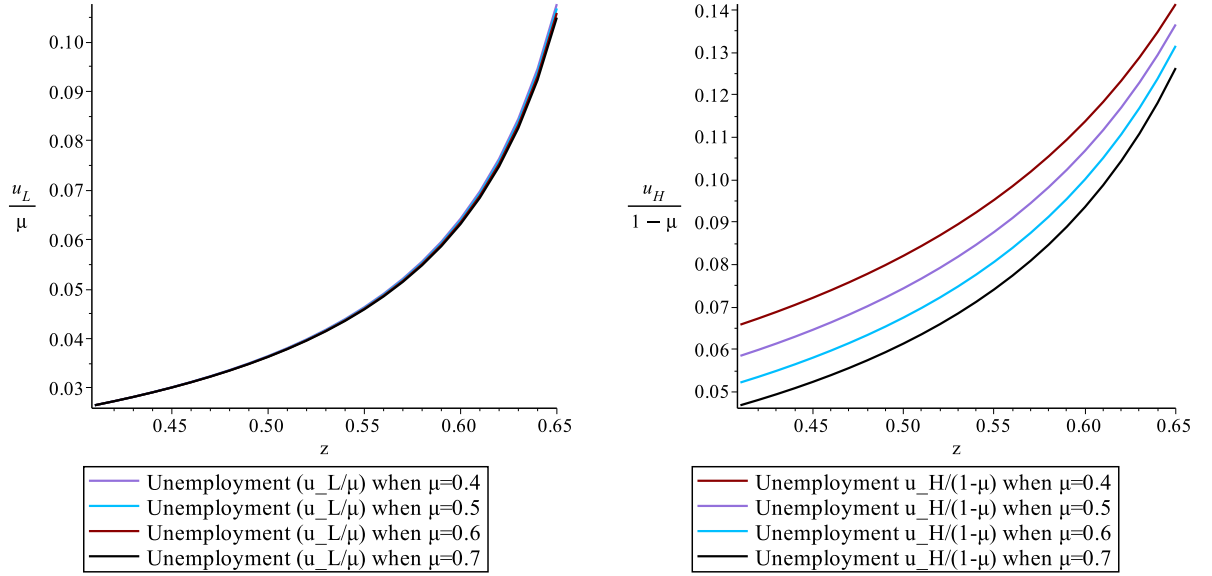 0.10
0.09
0.08
0.07
u_L
μ
0.06
0.05
0.04
0.03
0.45 0.50 0.55 0.60 0.65
z
Unemployment (u_L/μ) when μ=0.4
Unemployment (u_L/μ) when μ=0.5
Unemployment (u_L/μ) when μ=0.6
Unemployment (u_L/μ) when μ=0.7
0.14
0.13
0.12
0.11
0.10
u_H
1 − μ
0.09
0.08
0.07
0.06
0.05
0.45 0.50 0.55 0.60 0.65
z
Unemployment u_H/(1-μ) when μ=0.4
Unemployment u_H/(1-μ) when μ=0.5
Unemployment u_H/(1-μ) when μ=0.6
Unemployment u_H/(1-μ) when μ=0.7